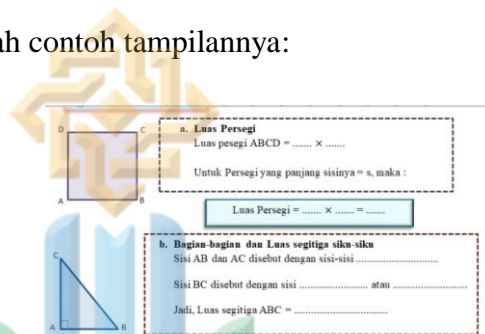 ah contoh tampilannya:
D C
A B
a. Luas Persegi
Luas pesegi ABCD = ....... × .......
Untuk Persegi yang panjang sisinya = s, maka :
Luas Persegi = ....... × ....... = .......
C
A B
b. Bagian-bagian dan Luas segitiga siku-siku
Sisi AB dan AC disebut dengan sisi-sisi ..............................
Sisi BC disebut dengan sisi ......................... atau ...........................
Jadi, Luas segitiga ABC = ..................................